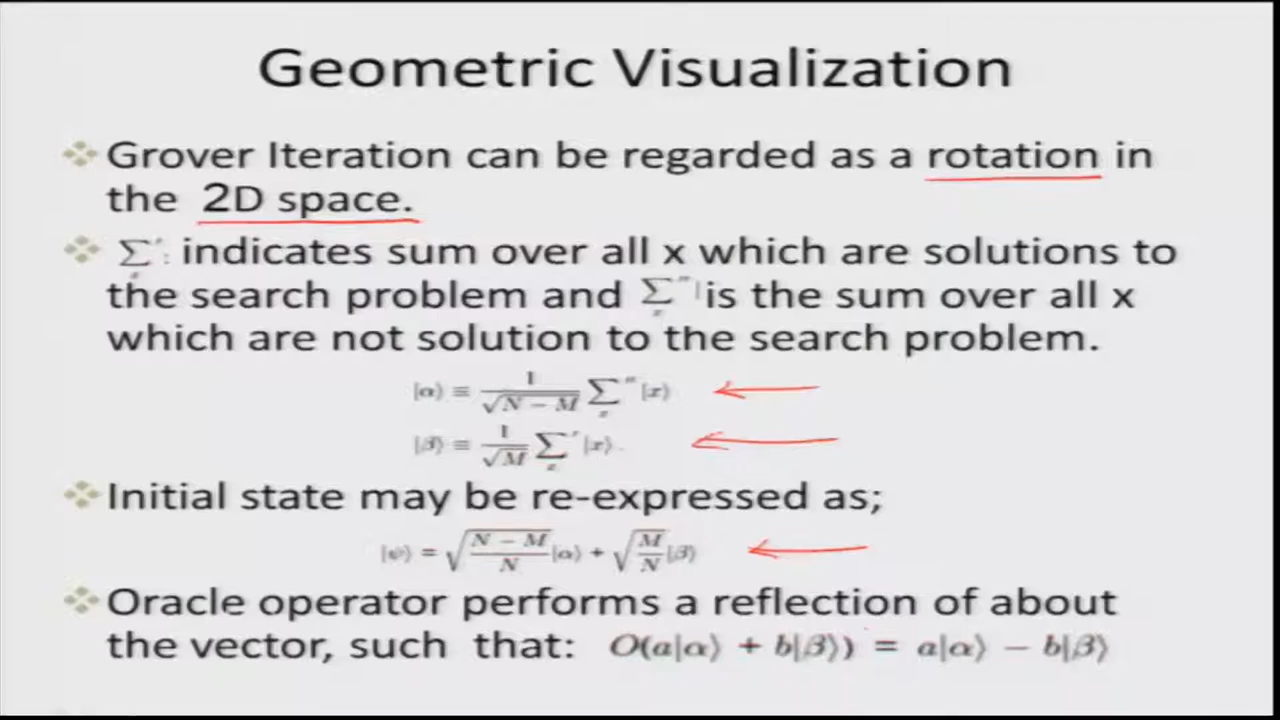 Geometric Visualization
❖ Grover Iteration can be regarded as a rotation in
the 2D space.
❖ ∑ₓ′ indicates sum over all x which are solutions to
the search problem and ∑ₓ″ is the sum over all x
which are not solution to the search problem.
|α⟩ ≡ 1/√(N − M) ∑ₓ″ |x⟩
|β⟩ ≡ 1/√M ∑ₓ′ |x⟩.
❖ Initial state may be re-expressed as;
|ψ⟩ = √((N − M)/N) |α⟩ + √(M/N) |β⟩
❖ Oracle operator performs a reflection of about
the vector, such that: O(a|α⟩ + b|β⟩) = a|α⟩ − b|β⟩